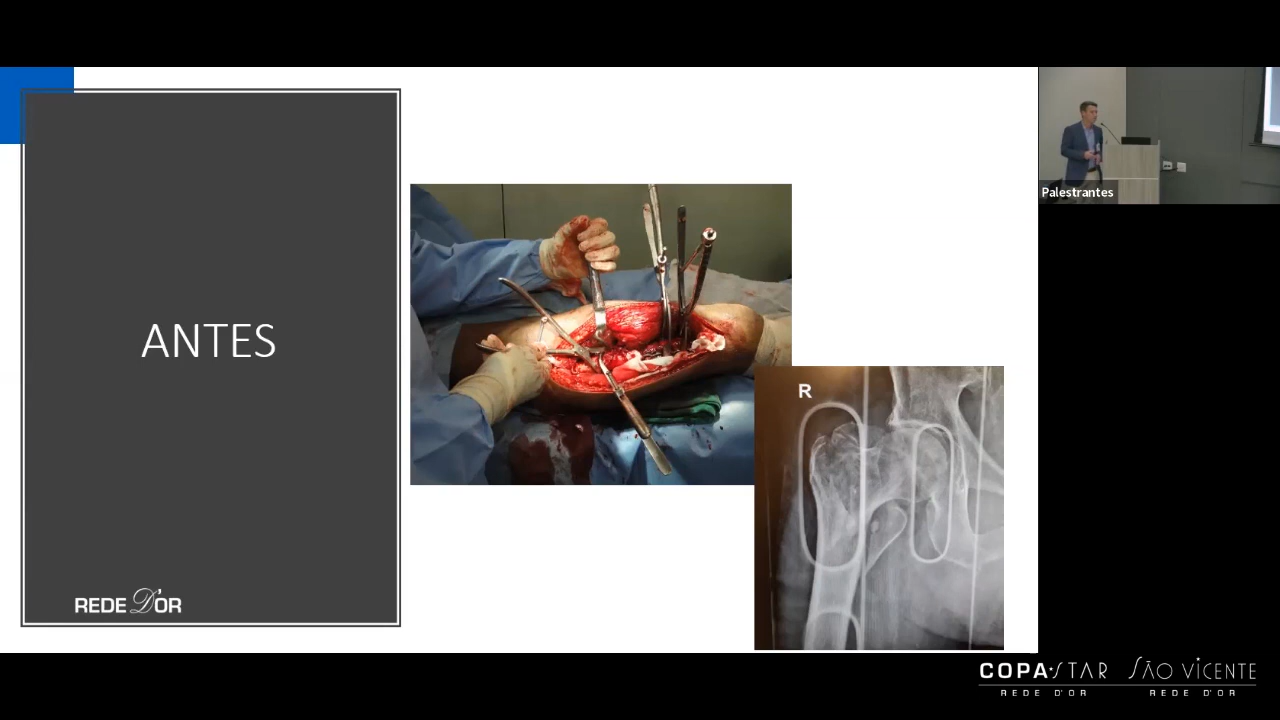 ANTES
REDE D'OR
R
Palestrantes
COPA STAR
REDE D'OR
SÃO VICENTE
REDE D'OR